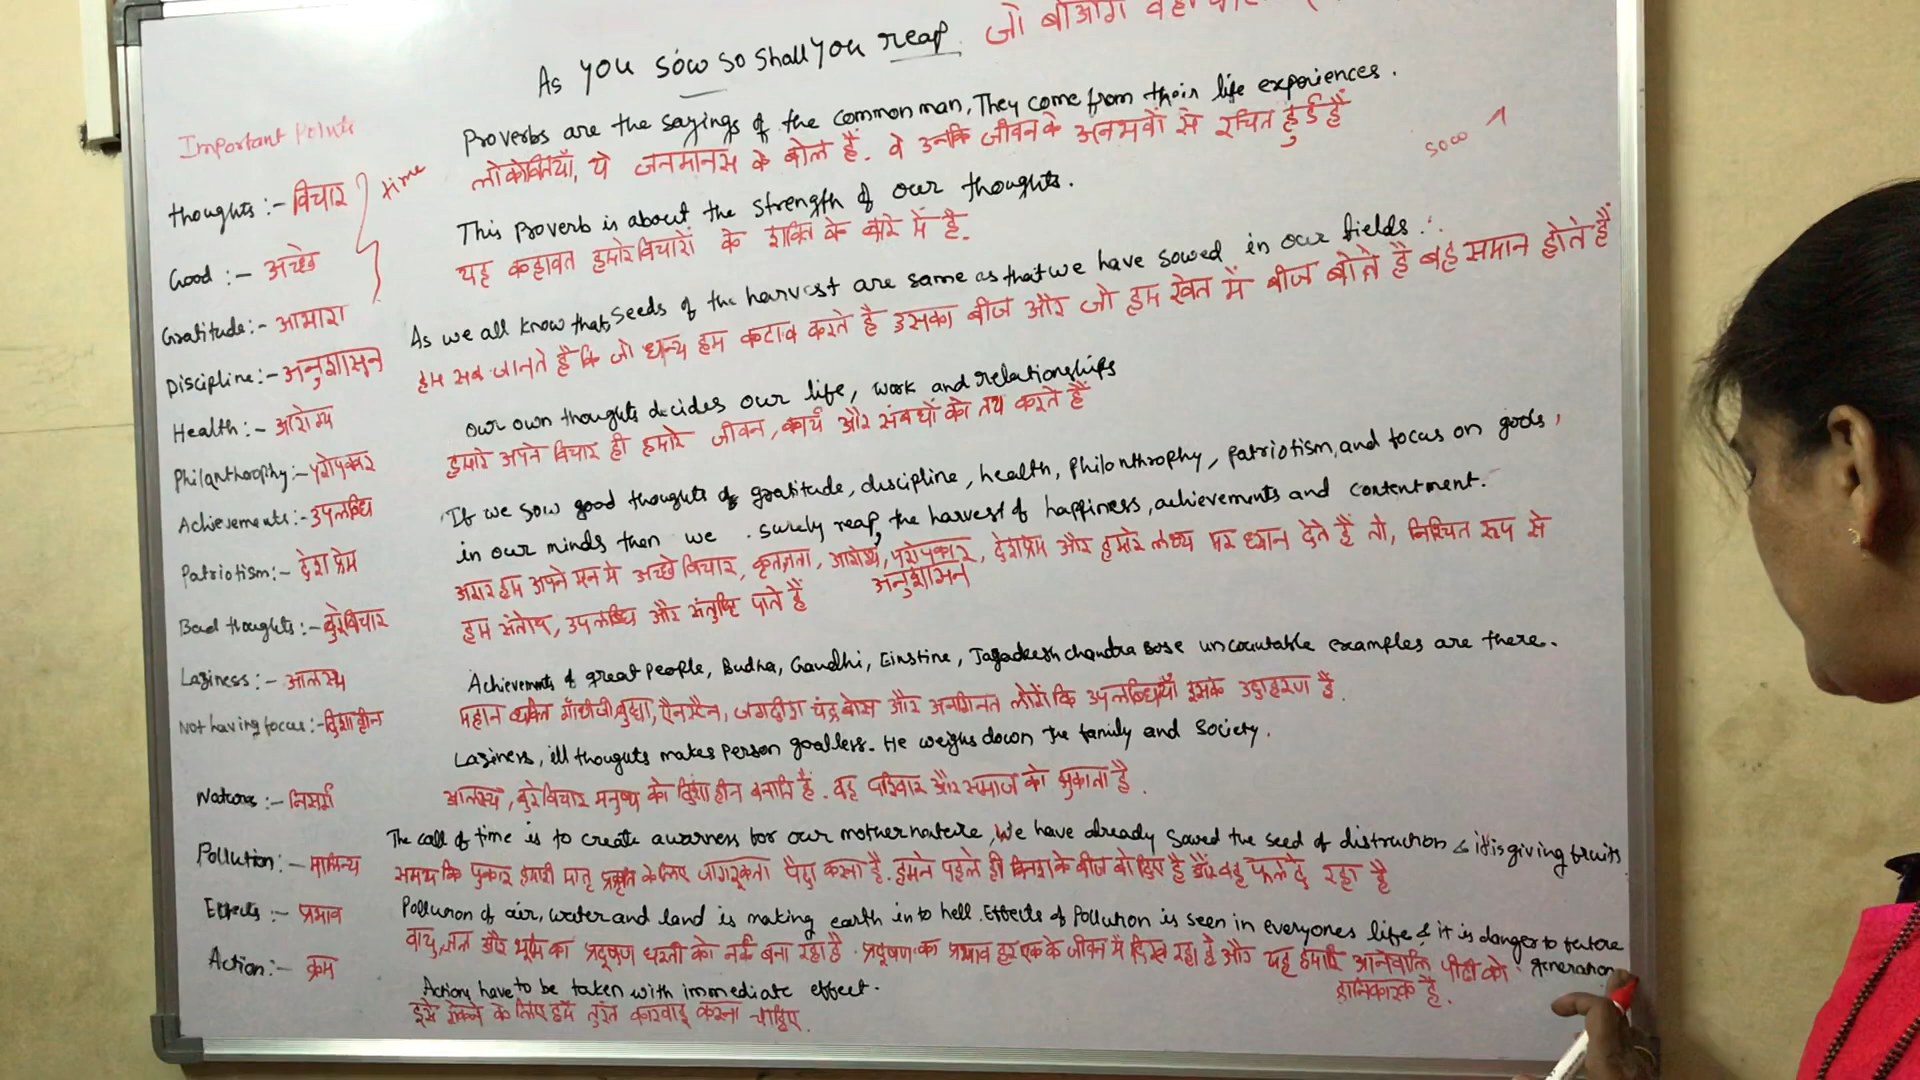 As you sow so shall you reap जो बोओगे वही
Important Points
thoughts :- विचार
time
Good :- अच्छे
Gratitude:- आभारा
Discipline:- अनुशासन
Health:- आरोग्य
Philanthrophy:- परोपकार
Achievements:- उपलब्धि
Patriotism:- देश प्रेम
Bad thoughts:- बुरेविचार
Laziness:- आलस्य
Not having focus:- दिशाहीन
Nature:- निसर्ग
Pollution:- मालिन्य
Effects:- प्रभाव
Action:- क्रम
Proverbs are the sayings of the common man, They come from their life experiences.
लोकोक्तियाँ, ये जनमानस के बोल हैं. वे उनकि जीवन के अनभवों से रचित हुई हैं
sow
This Proverb is about the strength of our thoughts.
यह कहावत हमारे विचारों के शक्ति के बारे में है.
As we all know that, seeds of the harvest are same as that we have sowed in our fields.
हम सब जानते है कि जो धान्य हम कटाव करते है उसका बीज और जो हम खेत में बीज बोते है वह समान होते हैं
our own thoughts decides our life, work and relationships
हमारे अपने विचार ही हमारे जीवन, कार्य और संबधों को तय करते हैं
If we sow good thoughts of gratitude, discipline, health, philonthrophy, patriotism, and focus on gods,
in our minds then we surely reap, the harvest of happiness, achievements and contentment.
अगर हम अपने मन मे अच्छे विचार, कृतज्ञता, आरोग्य, परोपकार, देशप्रेम और हमारे लक्ष्य पर ध्यान देते हैं तो, निश्चित रूप से
अनुशासन
हम संतोष, उपलब्धि और संतुष्टि पाते हैं
Achievements of great People, Budha, Gandhi, Einstine, Jagadeesh chandra Bose uncountable examples are there.
महान व्यक्ति गाँधीजी, बुध्दा, ऐनस्टैन, जगदीश चंद्र बोस और अनगिनत लोगों कि उपलब्धियाँ इसके उदाहरण हैं.
Laziness, ill thoughts makes Person goalless. He weighs down the family and Society.
आलस्य, बुरे विचार मनुष्य को दिशा हीन बनाते हैं. वह परिवार और समाज को झुकाता है.
The call of time is to create awarness for our mother nature, We have already Sowed the seed of distruction & it is giving fruits
समय कि पुकार हमारी मातृ प्रकृति के लिए जागरूकता पैदा करना है. हमने पहले ही विनाश के बीज बो दिए है और वह फल दे रहा है
Pollution of air, water and land is making earth into hell. Effects of Pollution is seen in everyones life & it is danger to future
generation
वायु, जल और भूमि का प्रदूषण धरती को नर्क बना रहा है. प्रदूषण का प्रभाव हर एक के जीवन मे दिख रहा है और यह हमारि आनेवालि पीढी को
हानिकारक है.
Actions have to be taken with immediate effect.
इसे रोकने के लिए हमें तुरंत कारवाइ करना चाहिए.